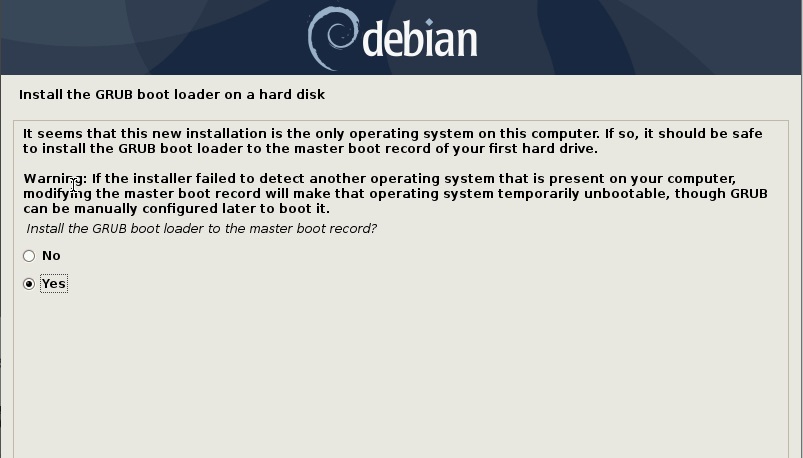 debian
Install the GRUB boot loader on a hard disk
It seems that this new installation is the only operating system on this computer. If so, it should be safe
to install the GRUB boot loader to the master boot record of your first hard drive.
Warning: If the installer failed to detect another operating system that is present on your computer,
modifying the master boot record will make that operating system temporarily unbootable, though GRUB
can be manually configured later to boot it.
Install the GRUB boot loader to the master boot record?
No
Yes